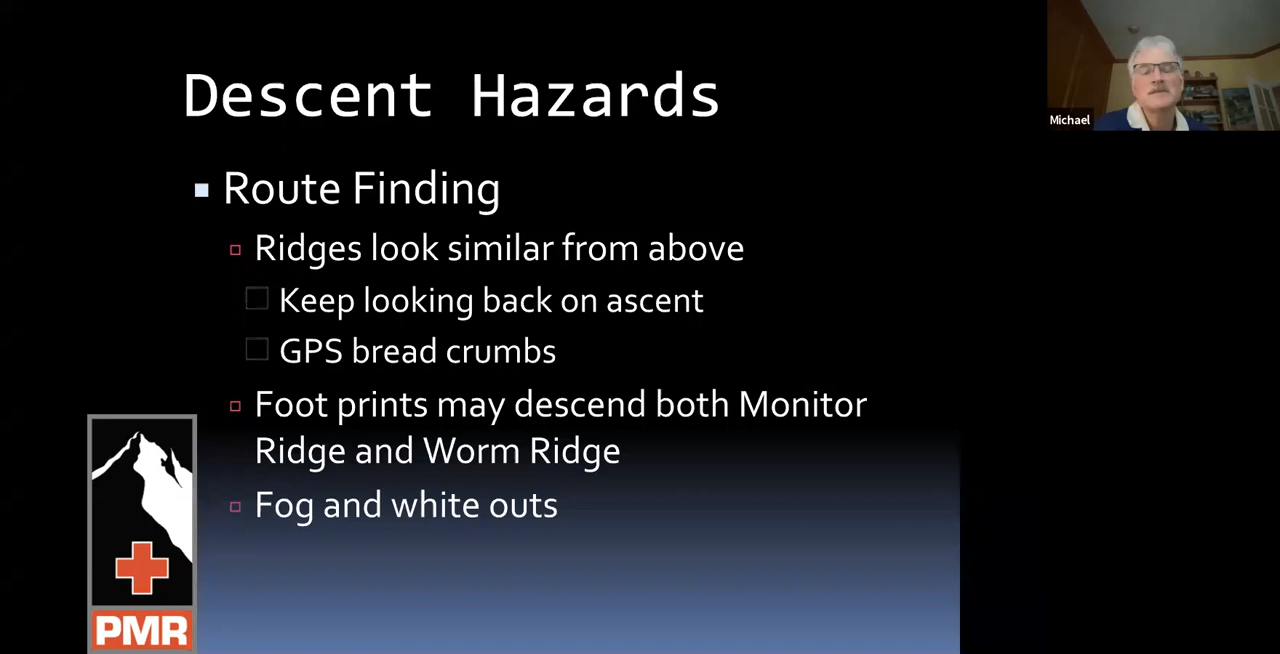 Descent Hazards
Michael
Route Finding
Ridges look similar from above
Keep looking back on ascent
GPS bread crumbs
Foot prints may descend both Monitor
Ridge and Worm Ridge
Fog and white outs
PMR